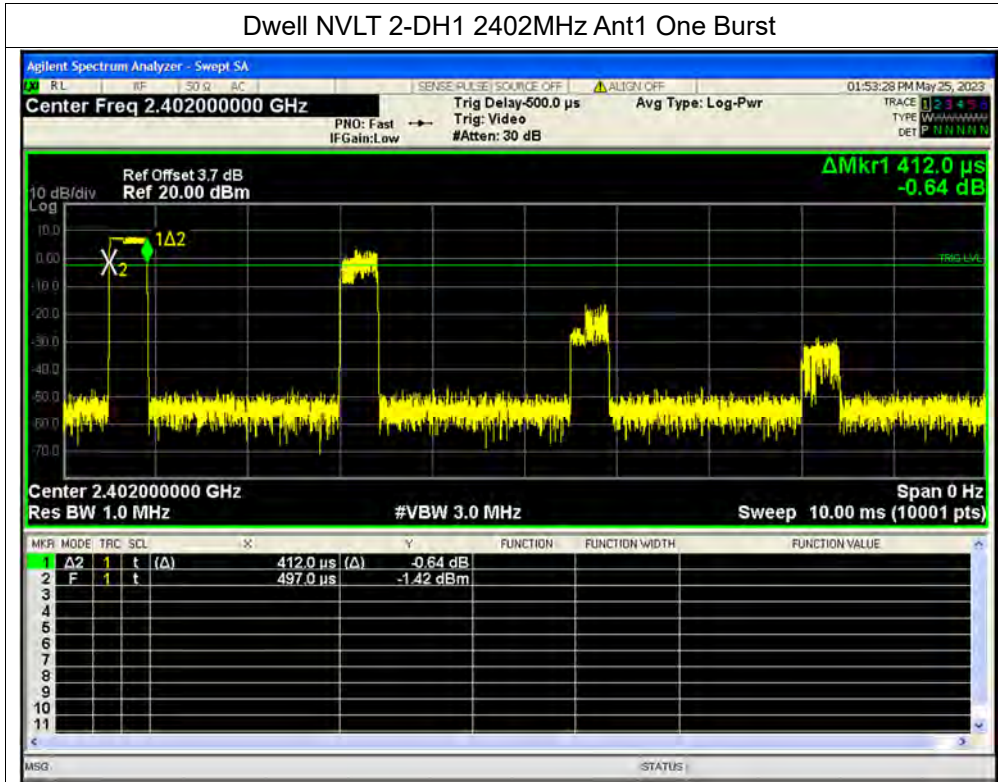 Dwell NVLT 2-DH1 2402MHz Ant1 One Burst
Agilent Spectrum Analyzer - Swept SA
LXI RL RF 50 Ω AC SENSE:PULSE SOURCE OFF ALIGN OFF 01:53:28 PM May 25, 2023
Center Freq 2.402000000 GHz Trig Delay-500.0 µs Avg Type: Log-Pwr TRACE 1 2 3 4 5 6
PNO: Fast Trig: Video TYPE W
IFGain:Low #Atten: 30 dB DET P N N N N N
ΔMkr1 412.0 µs
-0.64 dB
Ref Offset 3.7 dB
10 dB/div Ref 20.00 dBm
Log
10.0
0.00
-10.0
-20.0
-30.0
-40.0
-50.0
-60.0
-70.0
1Δ2
2
TRIG LVL
Center 2.402000000 GHz Span 0 Hz
Res BW 1.0 MHz #VBW 3.0 MHz Sweep 10.00 ms (10001 pts)
MKR MODE TRC SCL X Y FUNCTION FUNCTION WIDTH FUNCTION VALUE
1 Δ2 1 t (Δ) 412.0 µs (Δ) -0.64 dB
2 F 1 t 497.0 µs -1.42 dBm
3
4
5
6
7
8
9
10
11
MSG STATUS